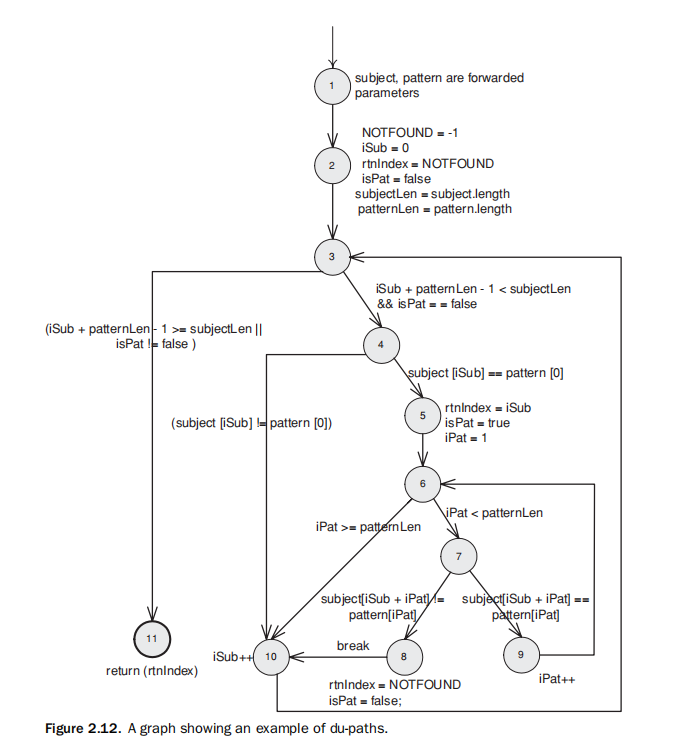 1
subject, pattern are forwarded
parameters
2
NOTFOUND = -1
iSub = 0
rtnIndex = NOTFOUND
isPat = false
subjectLen = subject.length
patternLen = pattern.length
3
iSub + patternLen - 1 < subjectLen
&& isPat = = false
(iSub + patternLen - 1 >= subjectLen ||
isPat != false )
4
subject [iSub] == pattern [0]
(subject [iSub] != pattern [0])
5
rtnIndex = iSub
isPat = true
iPat = 1
6
iPat < patternLen
iPat >= patternLen
7
subject[iSub + iPat] !=
pattern[iPat]
subject[iSub + iPat] ==
pattern[iPat]
11
return (rtnIndex)
iSub++
10
break
8
rtnIndex = NOTFOUND
isPat = false;
9
iPat++
Figure 2.12. A graph showing an example of du-paths.